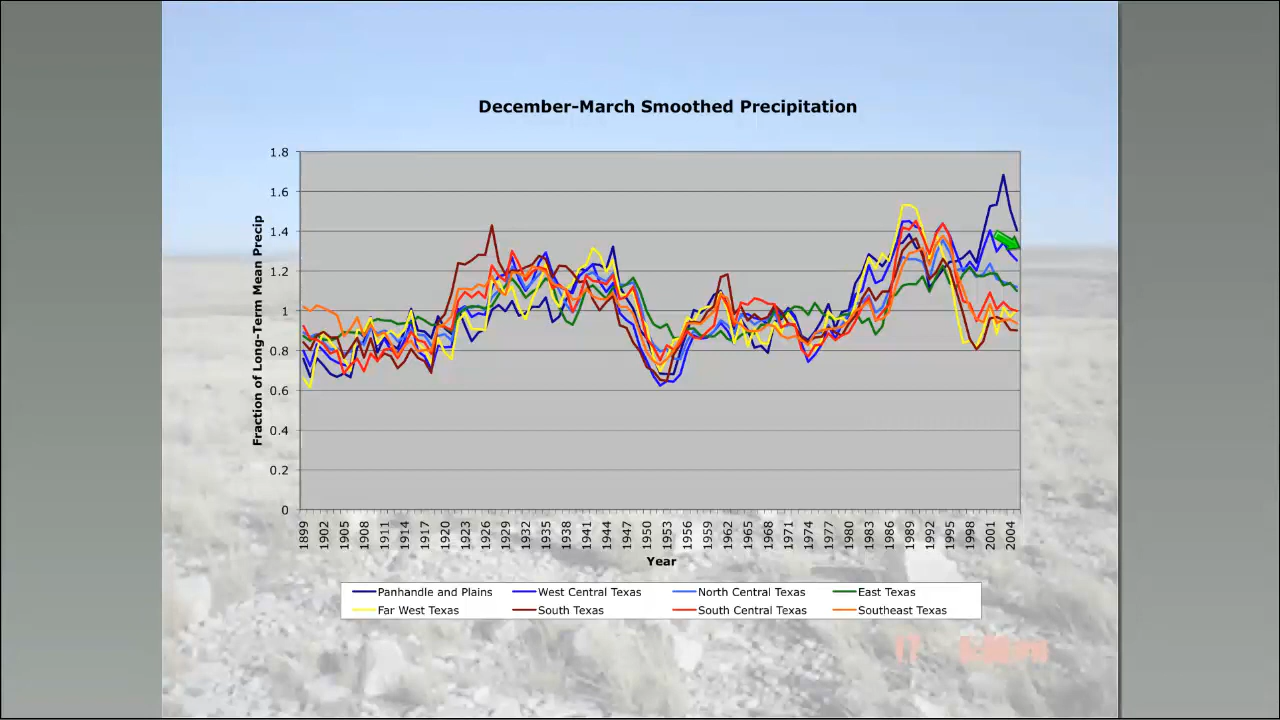 December-March Smoothed Precipitation
Fraction of Long-Term Mean Precip
1.8
1.6
1.4
1.2
1
0.8
0.6
0.4
0.2
0
1899 1902 1905 1908 1911 1914 1917 1920 1923 1926 1929 1932 1935 1938 1941 1944 1947 1950 1953 1956 1959 1962 1965 1968 1971 1974 1977 1980 1983 1986 1989 1992 1995 1998 2001 2004
Year
Panhandle and Plains West Central Texas North Central Texas East Texas
Far West Texas South Texas South Central Texas Southeast Texas
17